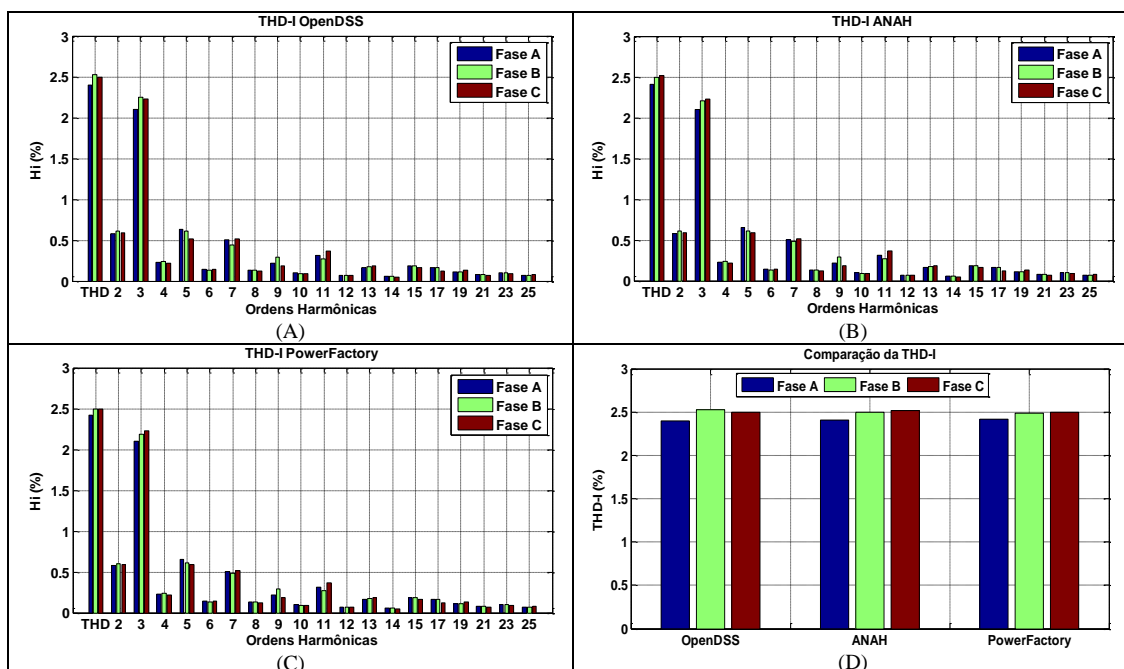 THD-I OpenDSS
3
2.5
2
1.5
1
0.5
0
Hi (%)
Fase A
Fase B
Fase C
THD 2 3 4 5 6 7 8 9 10 11 12 13 14 15 17 19 21 23 25
Ordens Harmônicas
(A)
THD-I ANAH
3
2.5
2
1.5
1
0.5
0
Hi (%)
Fase A
Fase B
Fase C
THD 2 3 4 5 6 7 8 9 10 11 12 13 14 15 17 19 21 23 25
Ordens Harmônicas
(B)
THD-I PowerFactory
3
2.5
2
1.5
1
0.5
0
Hi (%)
Fase A
Fase B
Fase C
THD 2 3 4 5 6 7 8 9 10 11 12 13 14 15 17 19 21 23 25
Ordens Harmônicas
(C)
Comparação da THD-I
3
2.5
2
1.5
1
0.5
0
THD-I (%)
Fase A Fase B Fase C
OpenDSS ANAH PowerFactory
(D)